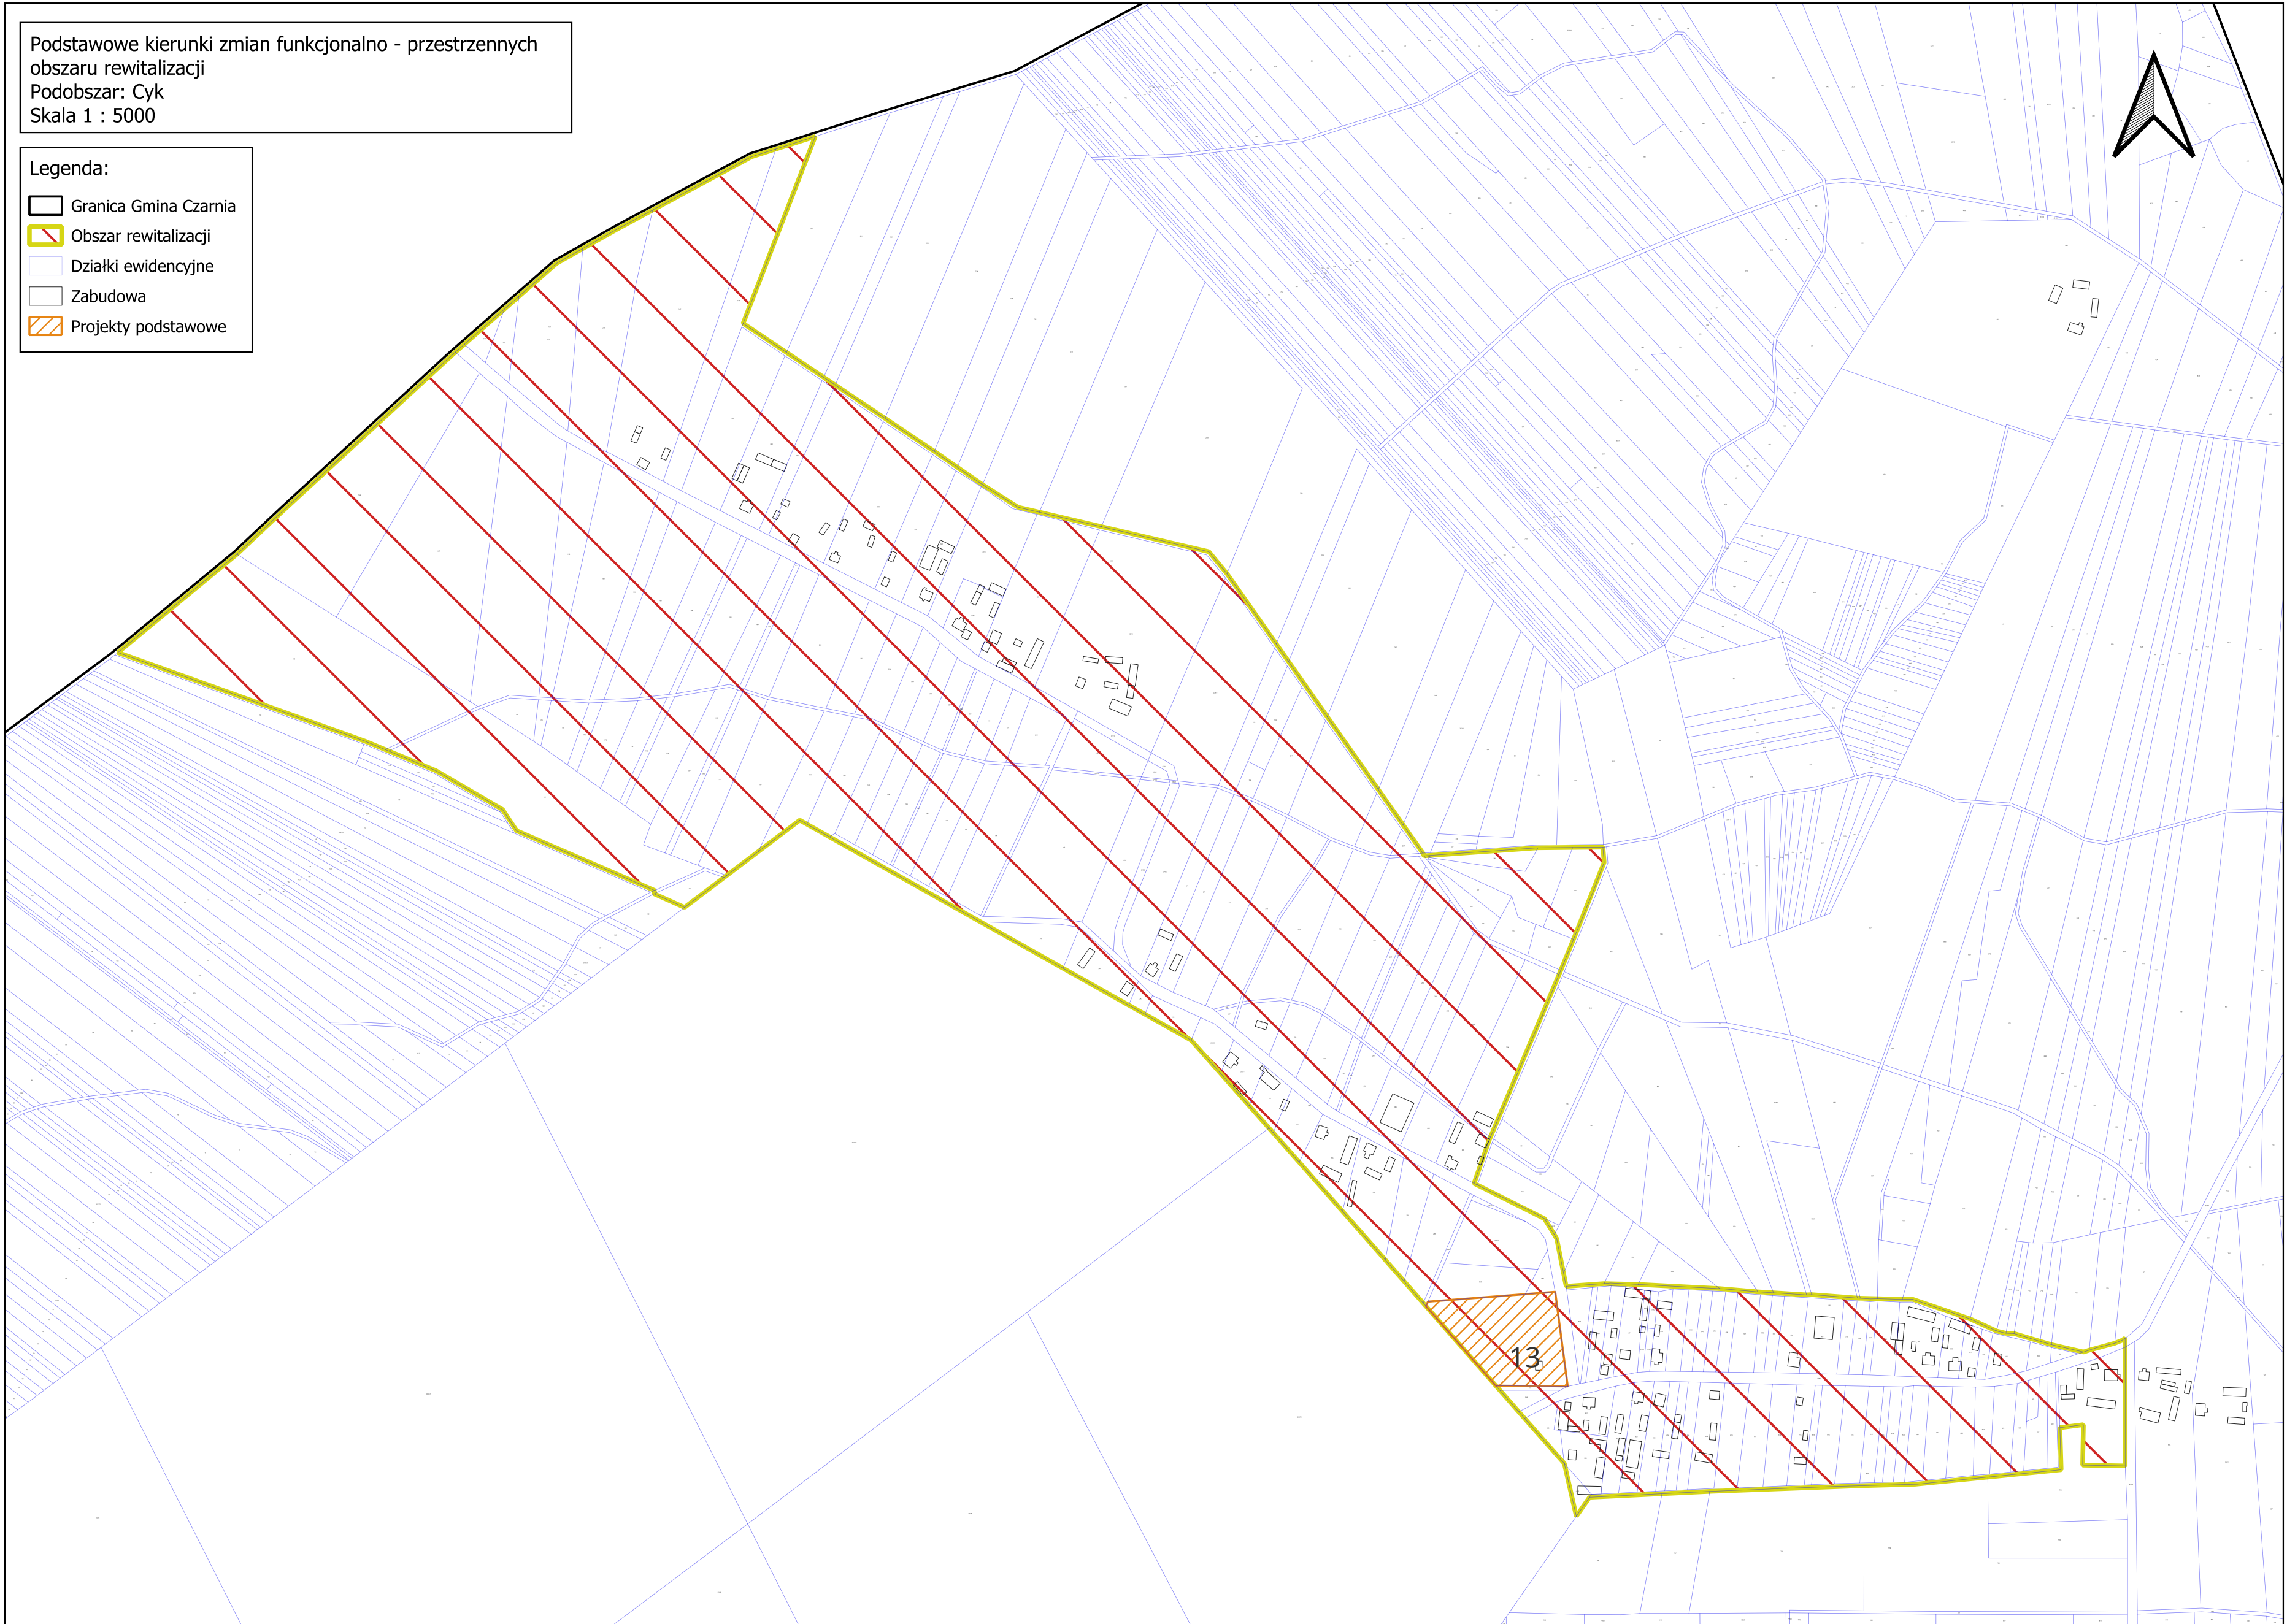 Podstawowe kierunki zmian funkcjonalno - przestrzennych
obszaru rewitalizacji
Podobszar: Cyk
Skala 1 : 5000
Legenda:
Granica Gmina Czarnia
Obszar rewitalizacji
Działki ewidencyjne
Zabudowa
Projekty podstawowe
13